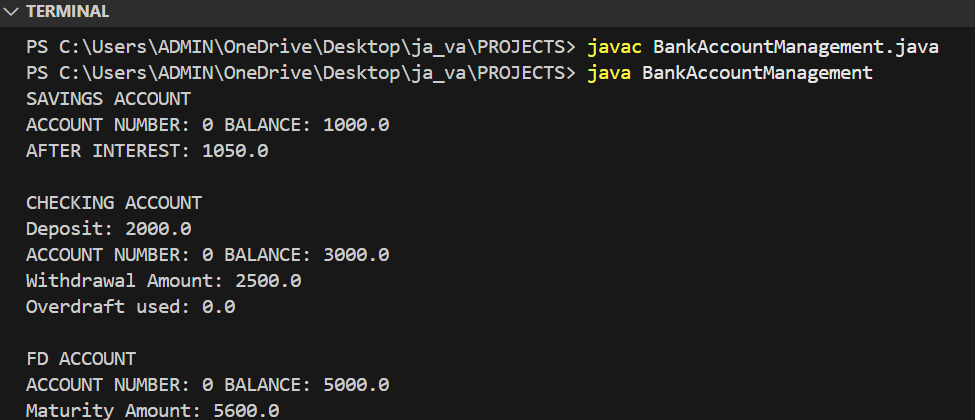 TERMINAL
PS C:\Users\ADMIN\OneDrive\Desktop\ja_va\PROJECTS> javac BankAccountManagement.java
PS C:\Users\ADMIN\OneDrive\Desktop\ja_va\PROJECTS> java BankAccountManagement
SAVINGS ACCOUNT
ACCOUNT NUMBER: 0 BALANCE: 1000.0
AFTER INTEREST: 1050.0

CHECKING ACCOUNT
Deposit: 2000.0
ACCOUNT NUMBER: 0 BALANCE: 3000.0
Withdrawal Amount: 2500.0
Overdraft used: 0.0

FD ACCOUNT
ACCOUNT NUMBER: 0 BALANCE: 5000.0
Maturity Amount: 5600.0